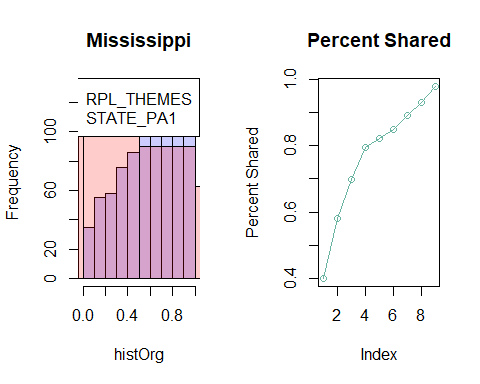 Mississippi
RPL_THEMES
STATE_PA1
Frequency
0 20 60 100
0.0 0.4 0.8
histOrg
Percent Shared
Percent Shared
0.4 0.6 0.8 1.0
2 4 6 8
Index